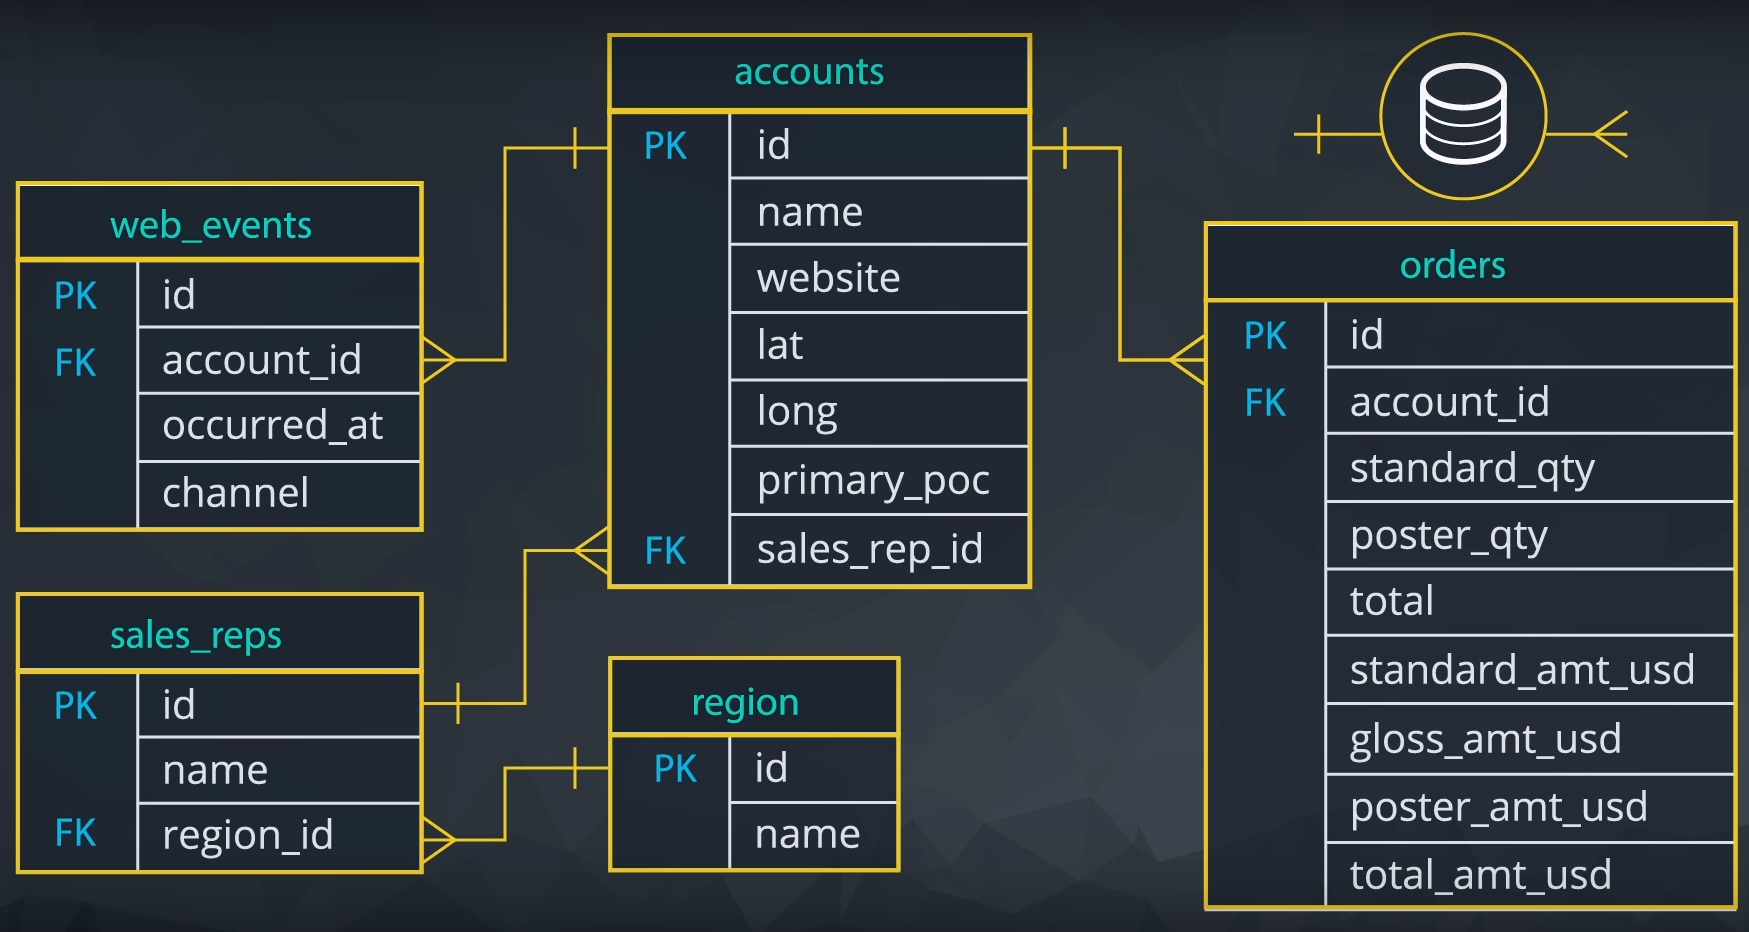 web_events
PK id
FK account_id
occurred_at
channel
sales_reps
PK id
name
FK region_id
accounts
PK id
name
website
lat
long
primary_poc
FK sales_rep_id
region
PK id
name
orders
PK id
FK account_id
standard_qty
poster_qty
total
standard_amt_usd
gloss_amt_usd
poster_amt_usd
total_amt_usd